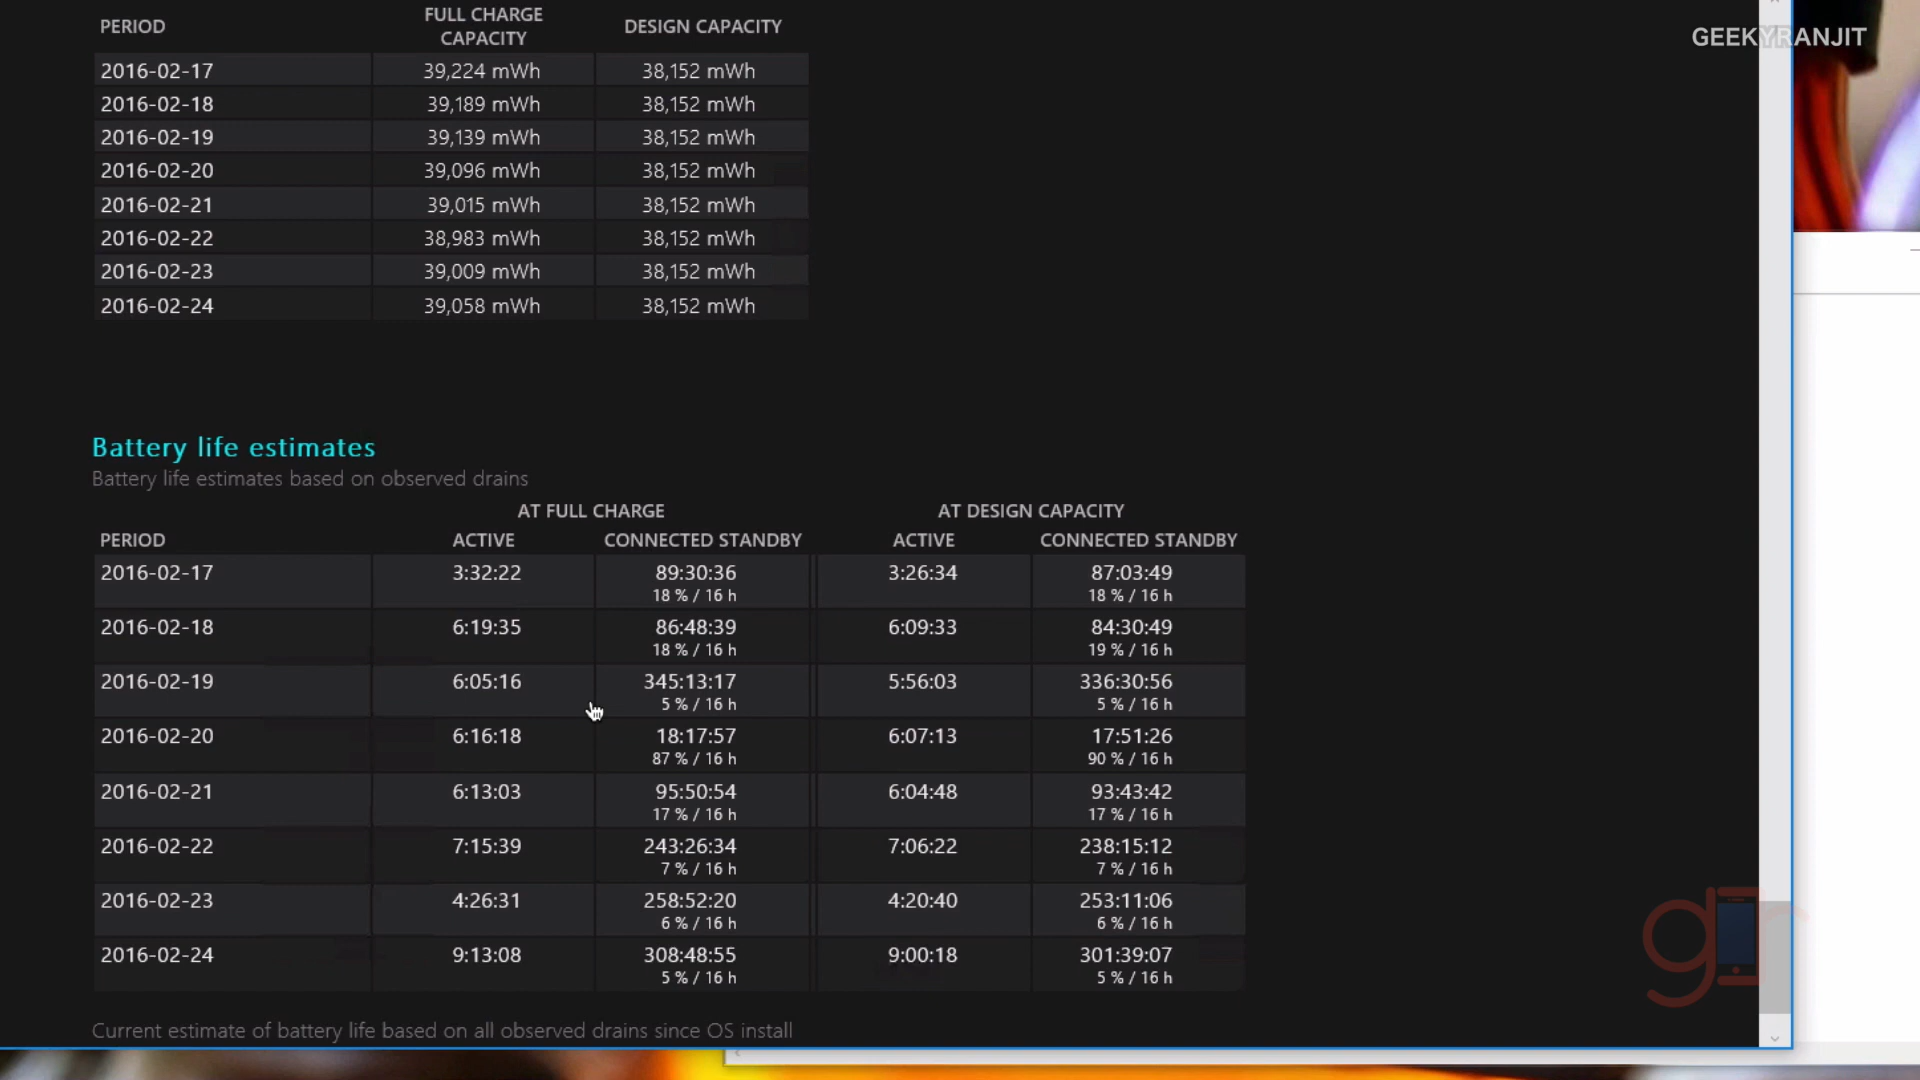 GEEKYRANJIT
PERIOD FULL CHARGE CAPACITY DESIGN CAPACITY
2016-02-17 39,224 mWh 38,152 mWh
2016-02-18 39,189 mWh 38,152 mWh
2016-02-19 39,139 mWh 38,152 mWh
2016-02-20 39,096 mWh 38,152 mWh
2016-02-21 39,015 mWh 38,152 mWh
2016-02-22 38,983 mWh 38,152 mWh
2016-02-23 39,009 mWh 38,152 mWh
2016-02-24 39,058 mWh 38,152 mWh
Battery life estimates
Battery life estimates based on observed drains
AT FULL CHARGE AT DESIGN CAPACITY
PERIOD ACTIVE CONNECTED STANDBY ACTIVE CONNECTED STANDBY
2016-02-17 3:32:22 89:30:36 3:26:34 87:03:49
18 % / 16 h 18 % / 16 h
2016-02-18 6:19:35 86:48:39 6:09:33 84:30:49
18 % / 16 h 19 % / 16 h
2016-02-19 6:05:16 345:13:17 5:56:03 336:30:56
5 % / 16 h 5 % / 16 h
2016-02-20 6:16:18 18:17:57 6:07:13 17:51:26
87 % / 16 h 90 % / 16 h
2016-02-21 6:13:03 95:50:54 6:04:48 93:43:42
17 % / 16 h 17 % / 16 h
2016-02-22 7:15:39 243:26:34 7:06:22 238:15:12
7 % / 16 h 7 % / 16 h
2016-02-23 4:26:31 258:52:20 4:20:40 253:11:06
6 % / 16 h 6 % / 16 h
2016-02-24 9:13:08 308:48:55 9:00:18 301:39:07
5 % / 16 h 5 % / 16 h
Current estimate of battery life based on all observed drains since OS install
gr